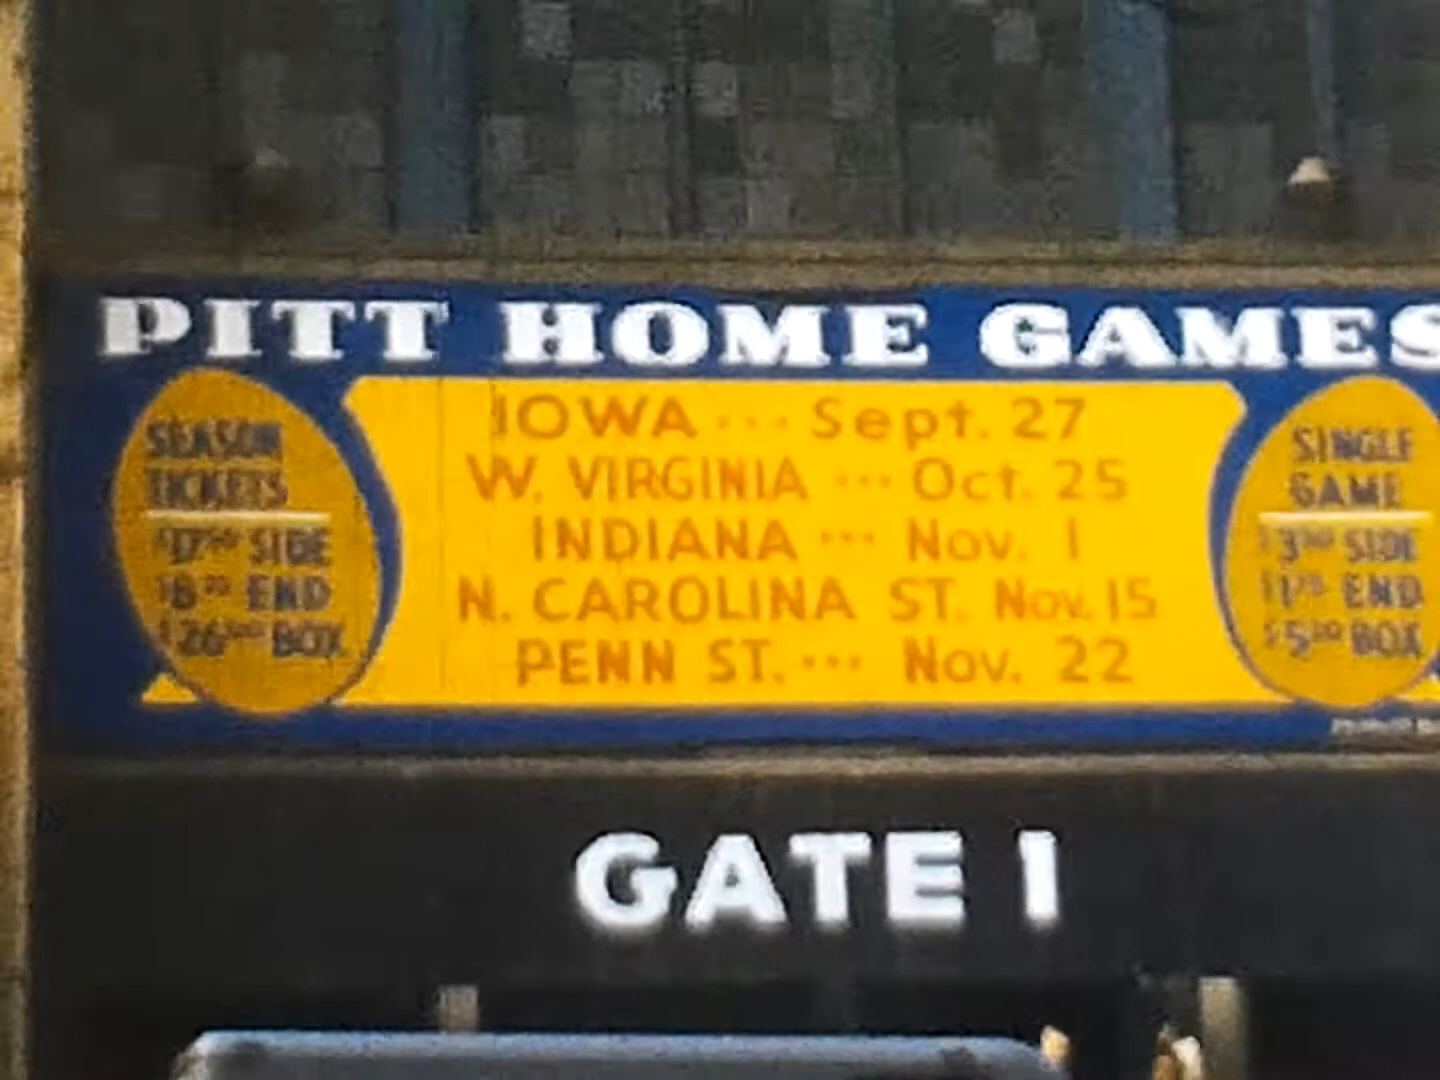 PITT HOME GAMES
SEASON
TICKETS
SIDE
END
BOX
IOWA ... Sept. 27
W. VIRGINIA ... Oct. 25
INDIANA ... Nov. 1
N. CAROLINA ST. Nov. 15
PENN ST. ... Nov. 22
SINGLE
GAME
SIDE
END
BOX
GATE 1